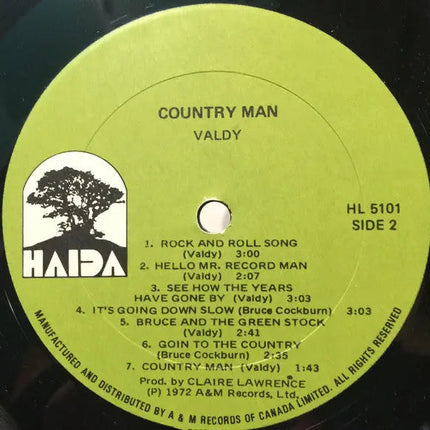 COUNTRY MAN
VALDY
HAIDA
HL 5101
SIDE 2
1. ROCK AND ROLL SONG
(Valdy) 3:00
2. HELLO MR. RECORD MAN
(Valdy) 2:07
3. SEE HOW THE YEARS
HAVE GONE BY (Valdy) 3:03
4. IT'S GOING DOWN SLOW (Bruce Cockburn) 3:03
5. BRUCE AND THE GREEN STOCK
(Valdy) 2:41
6. GOIN TO THE COUNTRY
(Bruce Cockburn) 2:35
7. COUNTRY MAN (Valdy) 1:43
Prod. by CLAIRE LAWRENCE
(P) 1972 A&M Records, Ltd.
MANUFACTURED AND DISTRIBUTED BY A & M RECORDS OF CANADA LIMITED. ALL RIGHTS RESERVED